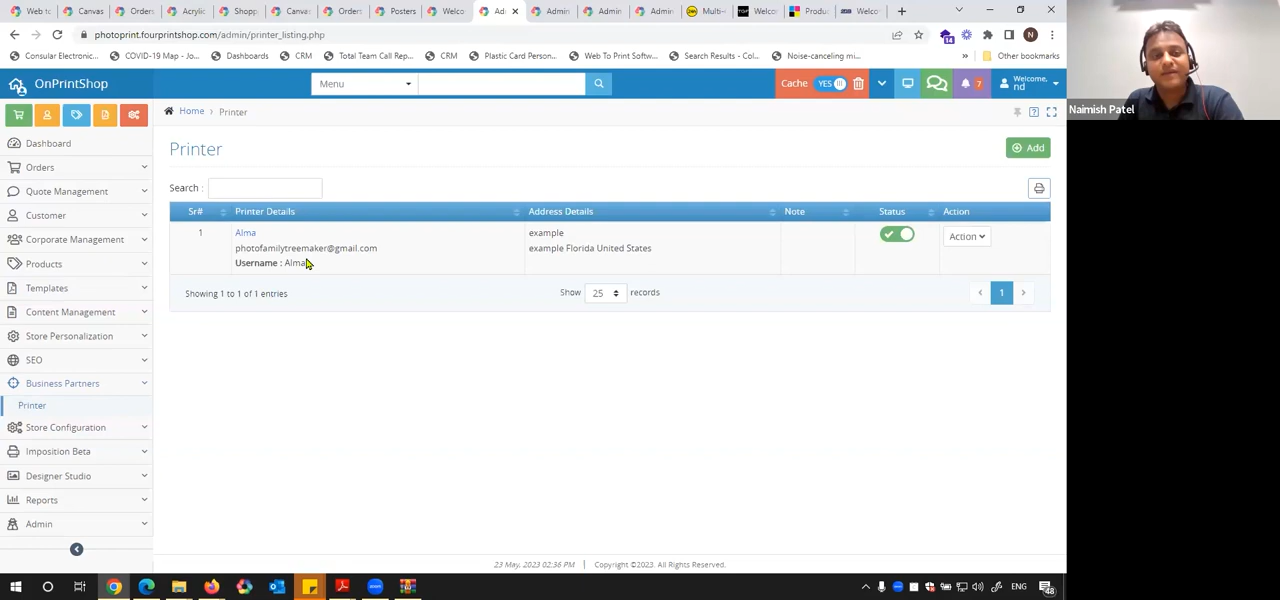 Web to
Canvas
Orders
Acrylic
Shopp
Canva
Orders
Posters
Welco
Ad
Admin
Admin
Admin
Multi-
Welco
Produc
Welco
photoprint.fourprintshop.com/admin/printer_listing.php
Consular Electronic...
COVID-19 Map - Jo...
Dashboards
CRM
Total Team Call Rep...
CRM
Plastic Card Person...
Web To Print Softw...
Search Results - Col...
Noise-canceling mi...
»
Other bookmarks
OnPrintShop
Menu
Cache YES
7
Welcome,
nd
Naimish Patel
Home › Printer
Printer
Add
Search :
Sr# Printer Details Address Details Note Status Action
1 Alma example Action
photofamilytreemaker@gmail.com example Florida United States
Username : Alma
Showing 1 to 1 of 1 entries Show 25 records 1
Dashboard
Orders
Quote Management
Customer
Corporate Management
Products
Templates
Content Management
Store Personalization
SEO
Business Partners
Printer
Store Configuration
Imposition Beta
Designer Studio
Reports
Admin
23 May, 2023 02:36 PM | Copyright ©2023. All Rights Reserved.
ENG
48